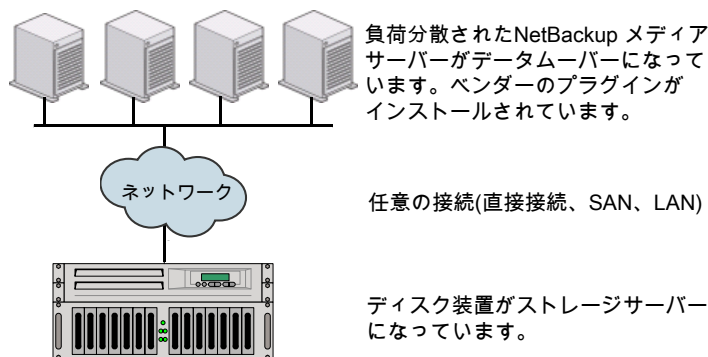 負荷分散されたNetBackup メディア
サーバーがデータムーバーになって
います。ベンダーのプラグインが
インストールされています。
ネットワーク
任意の接続(直接接続、SAN、LAN)
ディスク装置がストレージサーバー
になっています。